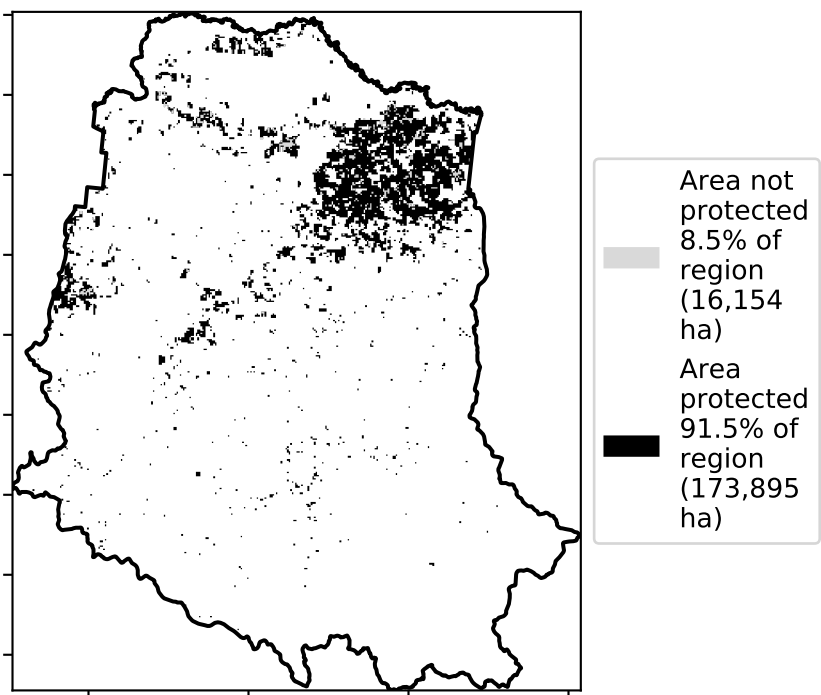 Area not
protected
8.5% of
region
(16,154
ha)
Area
protected
91.5% of
region
(173,895
ha)